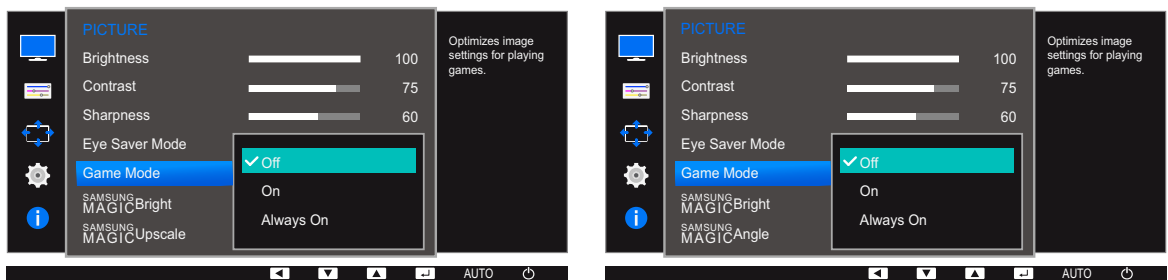 PICTURE
Brightness 100
Contrast 75
Sharpness 60
Eye Saver Mode
Game Mode
SAMSUNG
MAGICBright
SAMSUNG
MAGICUpscale
Off
On
Always On
Optimizes image
settings for playing
games.
AUTO
PICTURE
Brightness 100
Contrast 75
Sharpness 60
Eye Saver Mode
Game Mode
SAMSUNG
MAGICBright
SAMSUNG
MAGICAngle
Off
On
Always On
Optimizes image
settings for playing
games.
AUTO